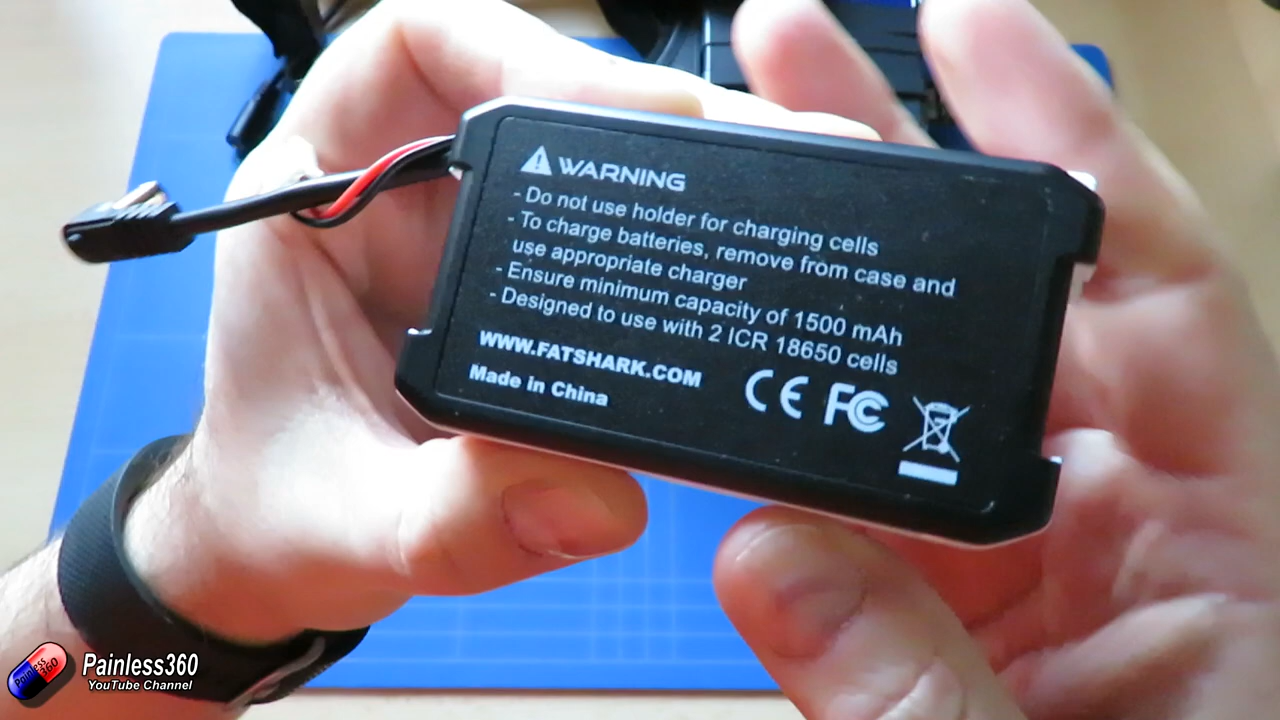 WARNING
- Do not use holder for charging cells
- To charge batteries, remove from case and
use appropriate charger
- Ensure minimum capacity of 1500 mAh
- Designed to use with 2 ICR 18650 cells
WWW.FATSHARK.COM
Made in China
CE FC
Painless
360
Painless360
YouTube Channel